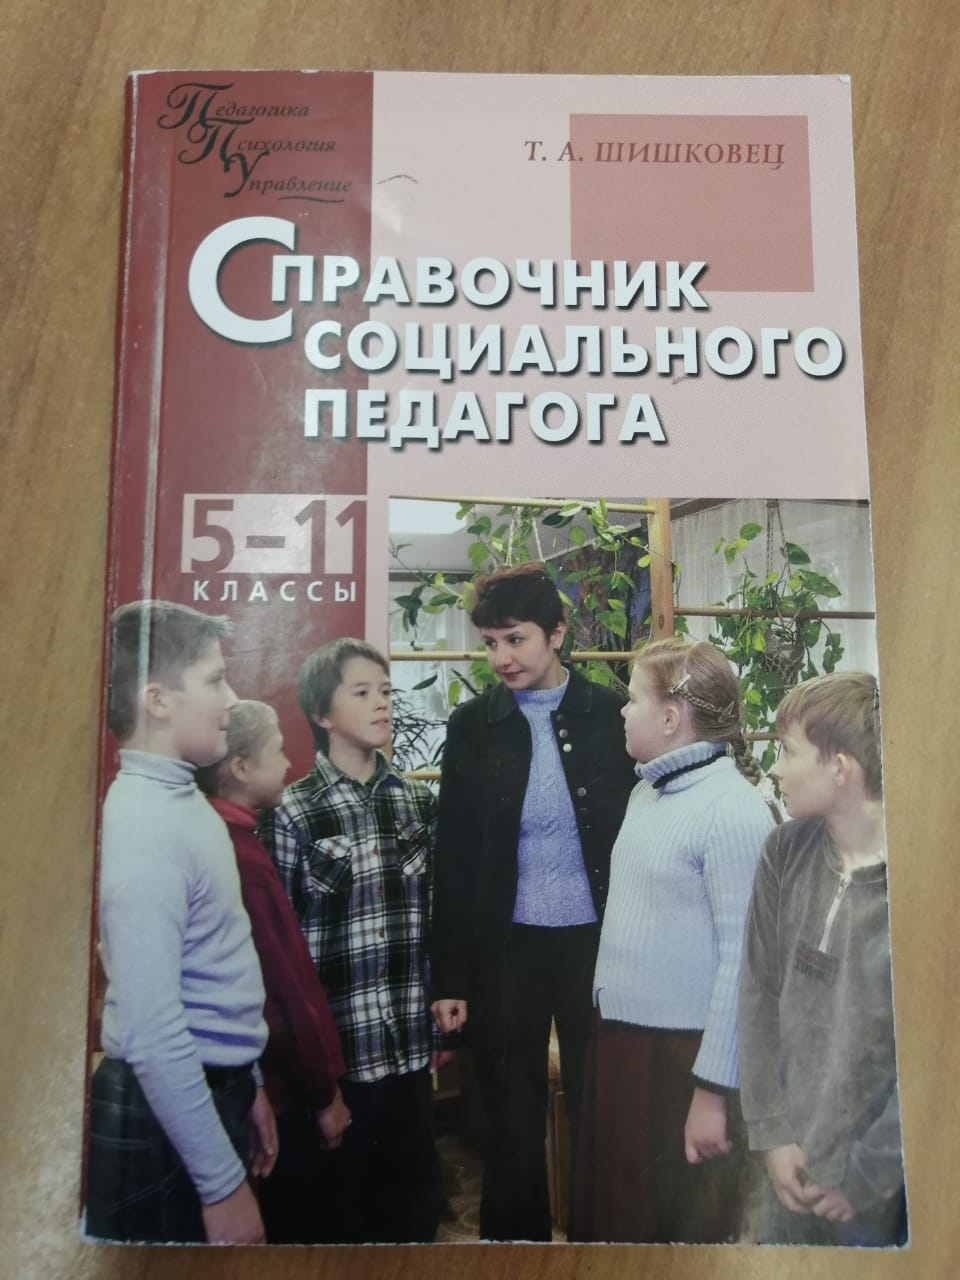 Педагогика
Психология
Управление
Т. А. ШИШКОВЕЦ
СПРАВОЧНИК
СОЦИАЛЬНОГО
ПЕДАГОГА
5–11
КЛАССЫ